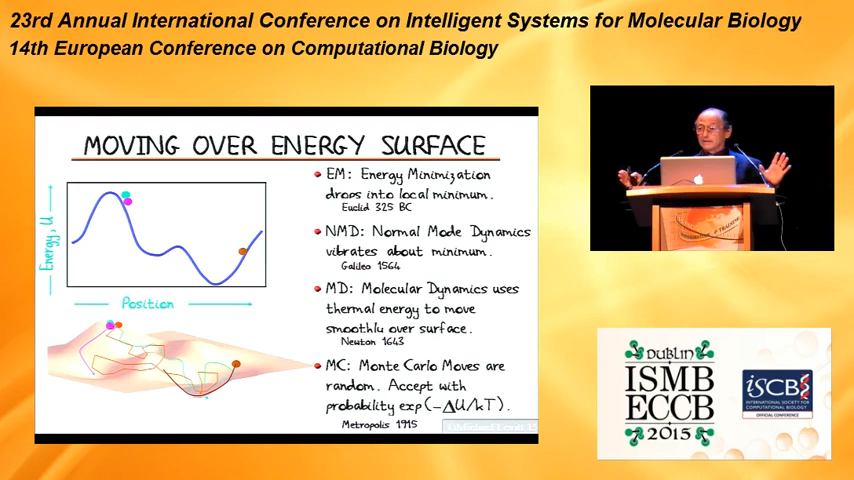 23rd Annual International Conference on Intelligent Systems for Molecular Biology
14th European Conference on Computational Biology
MOVING OVER ENERGY SURFACE
Energy, U
Position
• EM: Energy Minimization
drops into local minimum.
Euclid 325 BC
• NMD: Normal Mode Dynamics
vibrates about minimum.
Galileo 1564
• MD: Molecular Dynamics uses
thermal energy to move
smoothly over surface.
Newton 1643
• MC: Monte Carlo Moves are
random. Accept with
probability exp(-ΔU/kT).
Metropolis 1915
DUBLIN
ISMB
ECCB
2015
iSCB
INTERNATIONAL SOCIETY FOR
COMPUTATIONAL BIOLOGY
OFFICIAL CONFERENCE